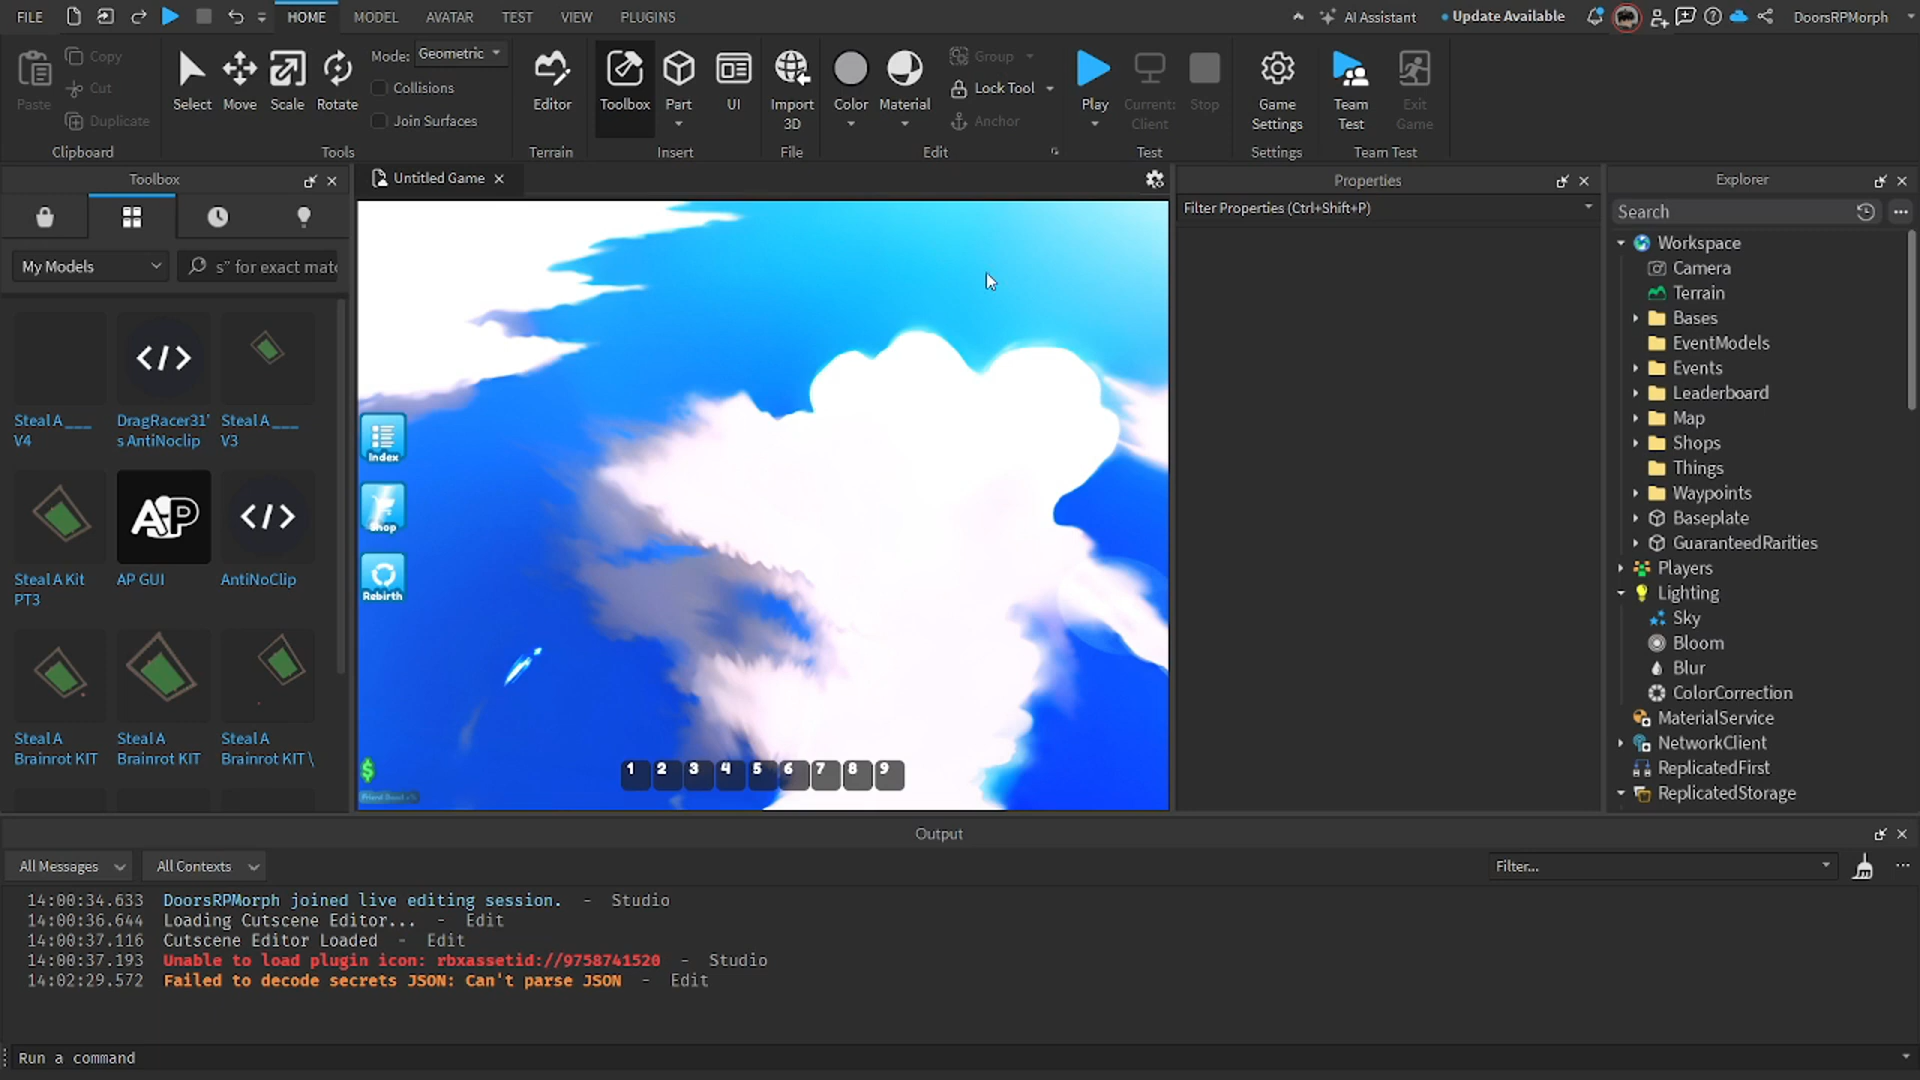 FILE HOME MODEL AVATAR TEST VIEW PLUGINS AI Assistant Update Available DoorsRPMorph
Paste Copy Cut Duplicate Clipboard
Select Move Scale Rotate Mode: Geometric Collisions Join Surfaces Tools
Editor Terrain
Toolbox Part UI Insert
Import 3D File
Color Material Group Lock Tool Anchor Edit
Play Current: Client Stop Test
Game Settings Settings
Team Test Exit Game Team Test
Toolbox
My Models s" for exact matc
Steal A ___ V4
DragRacer31' s AntiNoclip
Steal A ___ V3
Steal A Kit PT3
AP
AP GUI
AntiNoClip
Steal A Brainrot KIT
Steal A Brainrot KIT
Steal A Brainrot KIT \
Untitled Game
Index
Shop
Rebirth
$
1 2 3 4 5 6 7 8 9
Properties
Filter Properties (Ctrl+Shift+P)
Explorer
Search
Workspace
Camera
Terrain
Bases
EventModels
Events
Leaderboard
Map
Shops
Things
Waypoints
Baseplate
GuaranteedRarities
Players
Lighting
Sky
Bloom
Blur
ColorCorrection
MaterialService
NetworkClient
ReplicatedFirst
ReplicatedStorage
Output
All Messages All Contexts Filter...
14:00:34.633 DoorsRPMorph joined live editing session. - Studio
14:00:36.644 Loading Cutscene Editor... - Edit
14:00:37.116 Cutscene Editor Loaded - Edit
14:00:37.193 Unable to load plugin icon: rbxassetid://9758741520 - Studio
14:02:29.572 Failed to decode secrets JSON: Can't parse JSON - Edit
Run a command